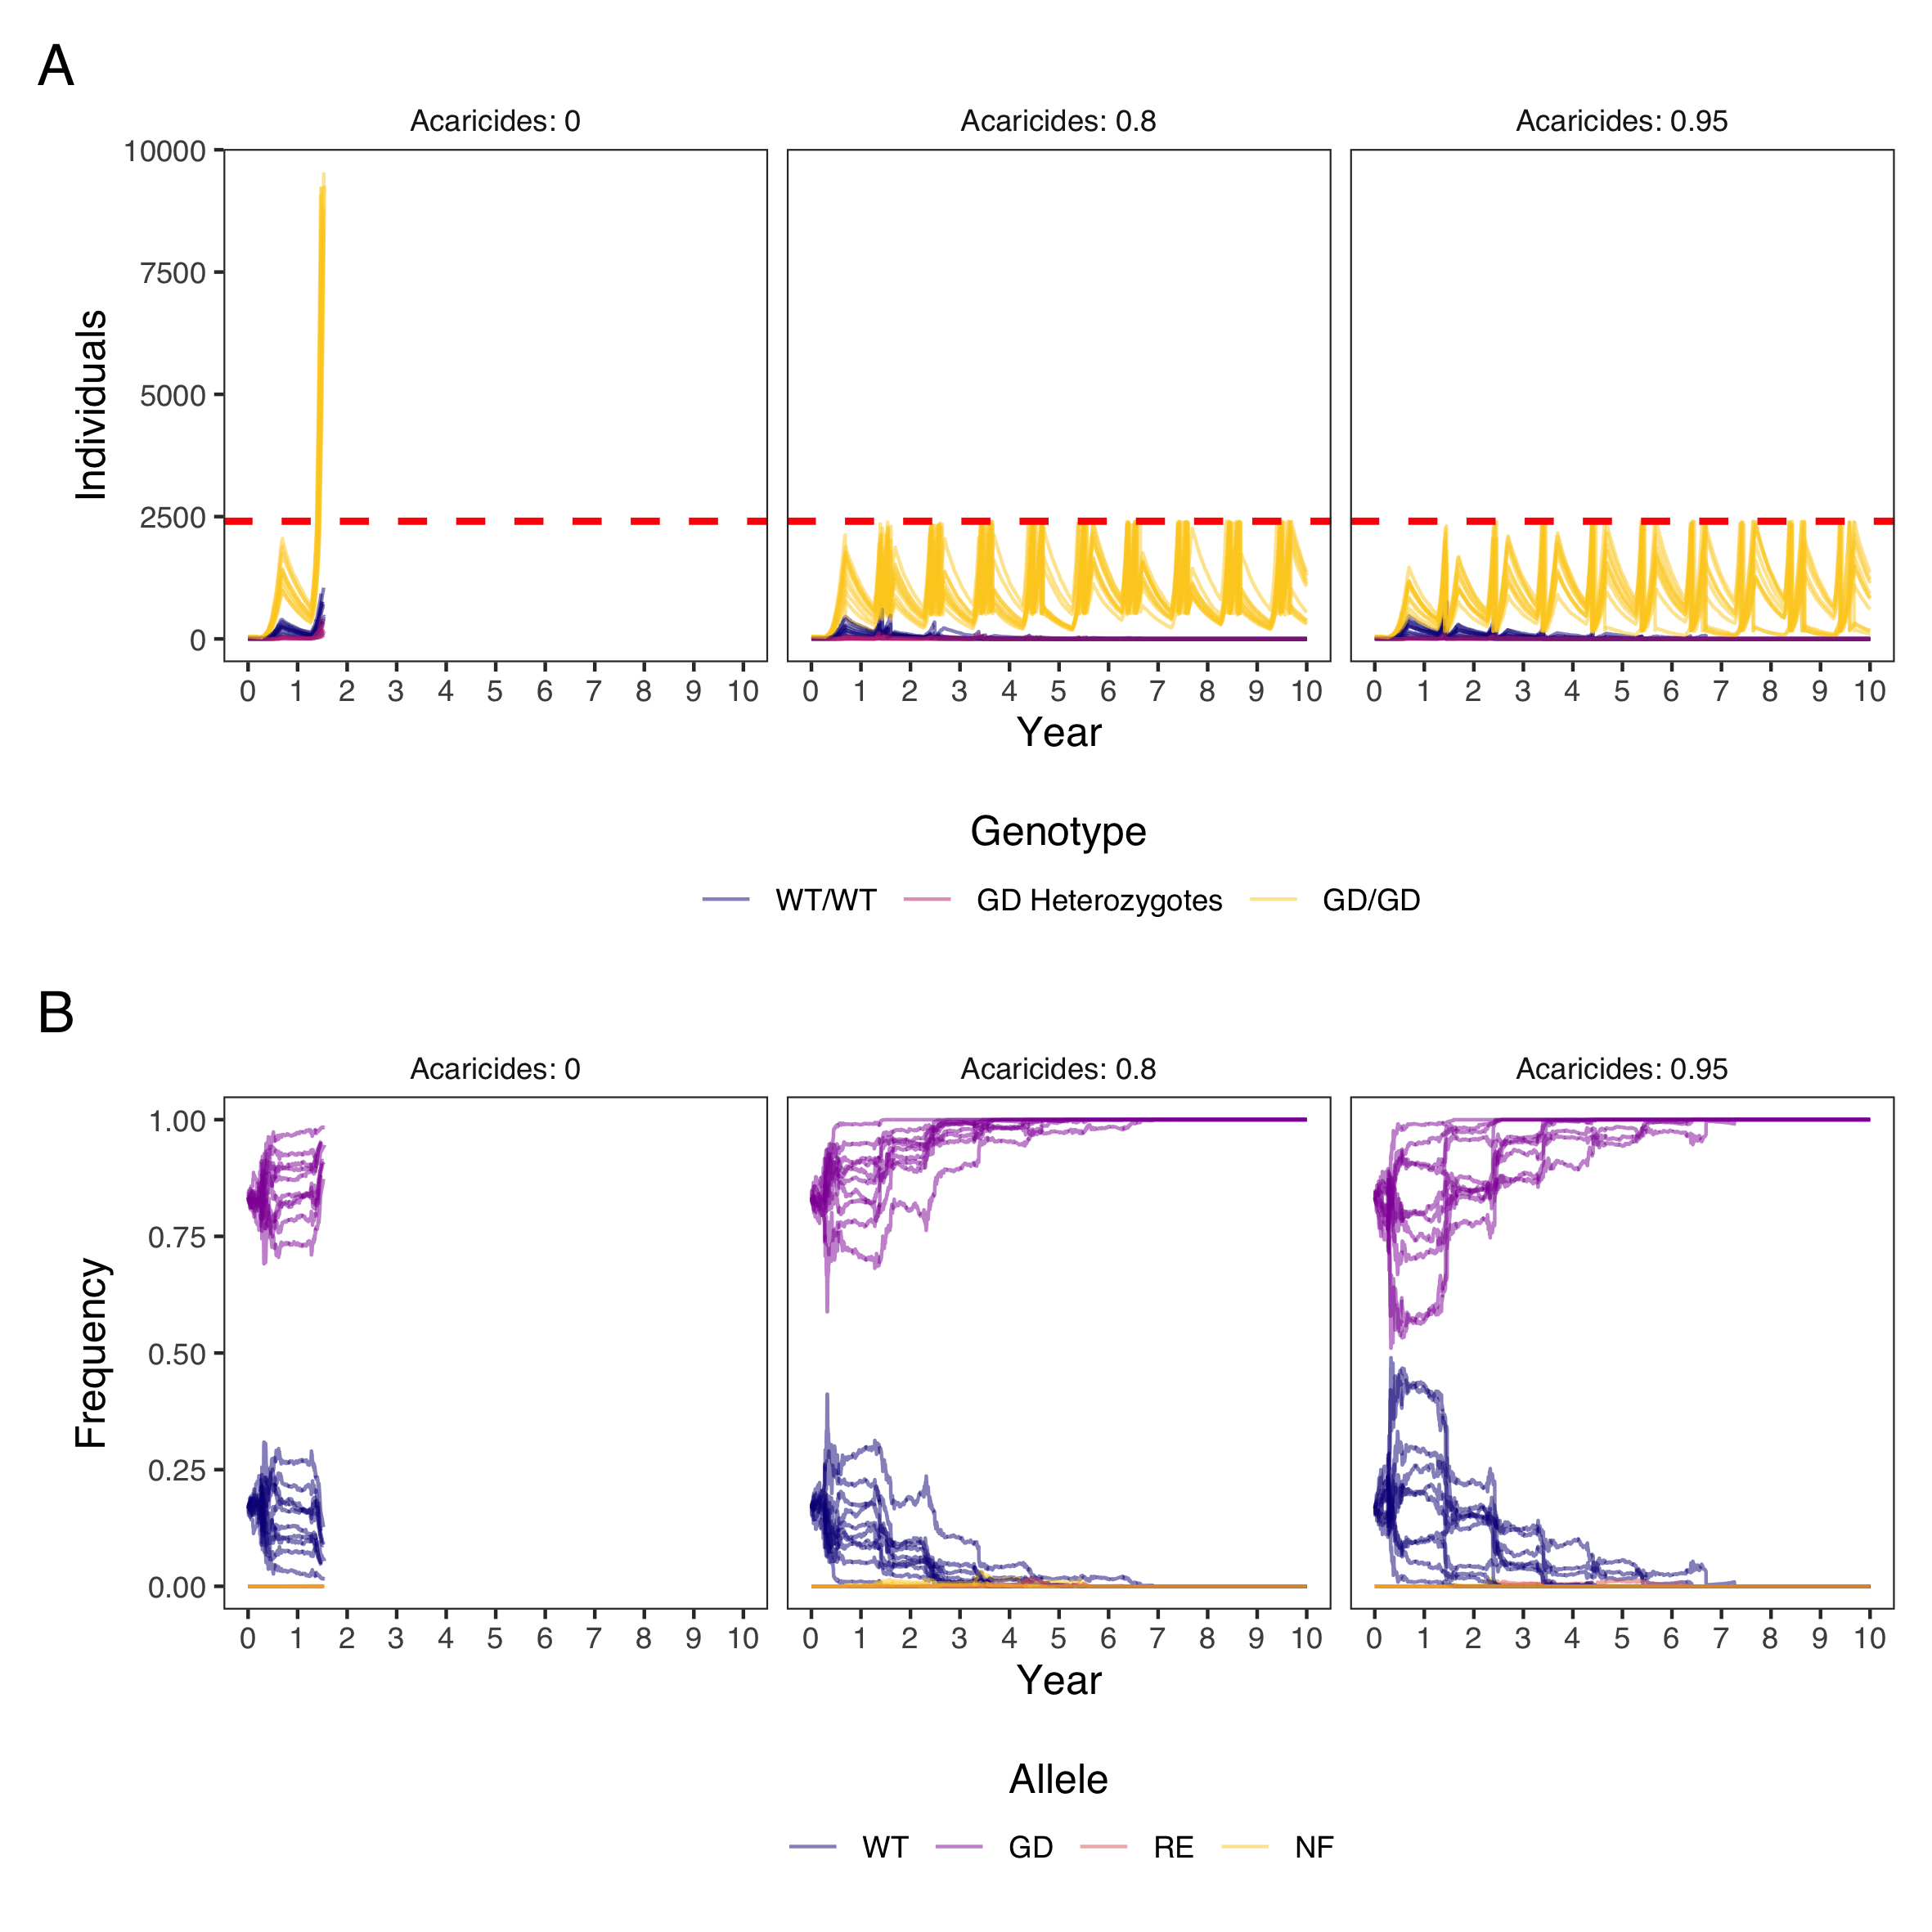 A
Acaricides: 0 Acaricides: 0.8 Acaricides: 0.95
10000
7500
5000
2500
0
Individuals
0 1 2 3 4 5 6 7 8 9 10 0 1 2 3 4 5 6 7 8 9 10 0 1 2 3 4 5 6 7 8 9 10
Year
Genotype
WT/WT GD Heterozygotes GD/GD
B
Acaricides: 0 Acaricides: 0.8 Acaricides: 0.95
1.00
0.75
0.50
0.25
0.00
Frequency
0 1 2 3 4 5 6 7 8 9 10 0 1 2 3 4 5 6 7 8 9 10 0 1 2 3 4 5 6 7 8 9 10
Year
Allele
WT GD RE NF